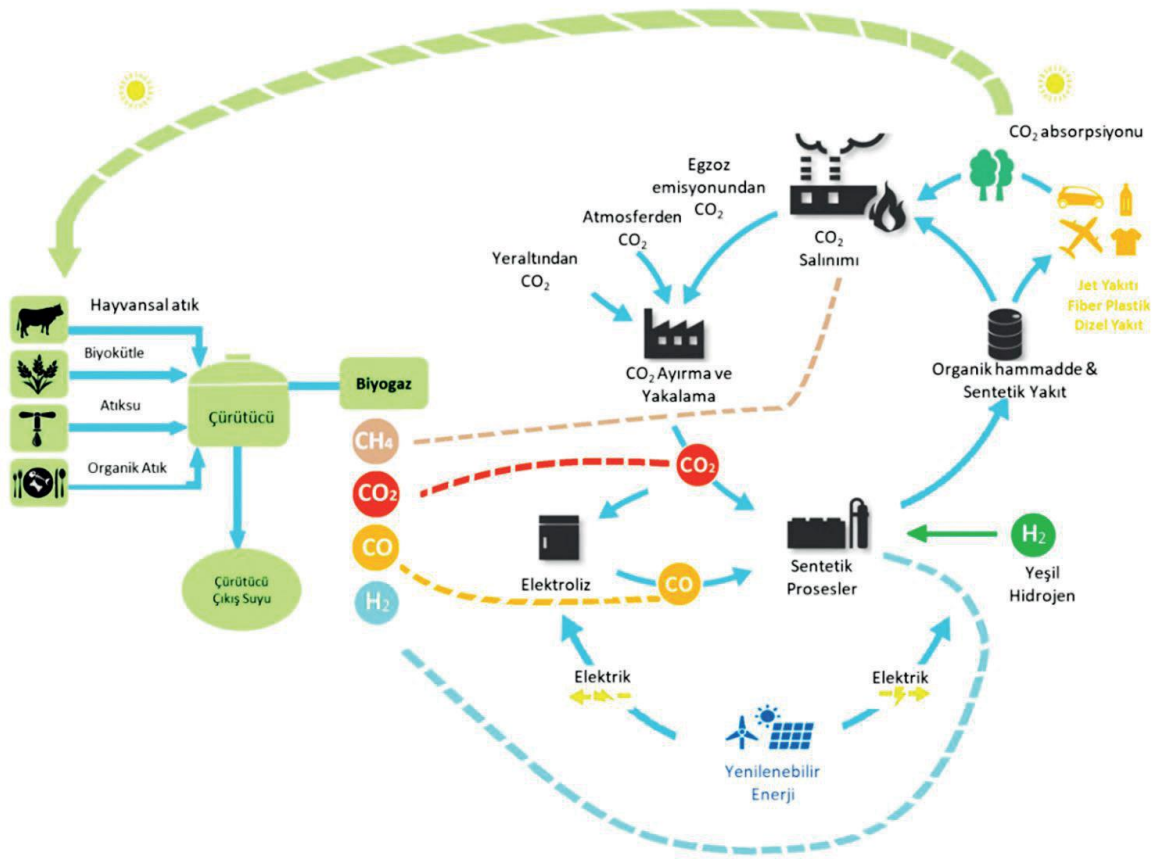 CO₂ absorpsiyonu
Egzoz
emisyonundan
CO₂
Atmosferden
CO₂
Yeraltından
CO₂
CO₂
Salınımı
Jet Yakıtı
Fiber Plastik
Dizel Yakıt
Hayvansal atık
Biyokütle
Atıksu
Organik Atık
Çürütücü
Biyogaz
CO₂ Ayırma ve
Yakalama
Organik hammadde &
Sentetik Yakıt
CH₄
CO₂
CO
H₂
CO₂
Elektroliz
CO
Sentetik
Prosesler
H₂
Yeşil
Hidrojen
Çürütücü
Çıkış Suyu
Elektrik
Elektrik
Yenilenebilir
Enerji